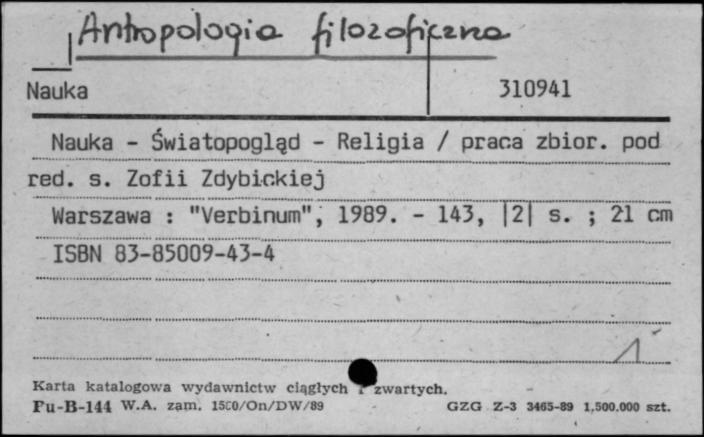 Antropologia filozoficzna
Nauka 310941
Nauka - Światopogląd - Religia / praca zbior. pod
red. s. Zofii Zdybickiej
Warszawa : "Verbinum", 1989. - 143, |2| s. ; 21 cm
ISBN 83-85009-43-4
1
Karta katalogowa wydawnictw ciągłych i zwartych.
Pu-B-144 W.A. zam. 1500/On/DW/89 GZG Z-3 3465-89 1,500,000 szt.